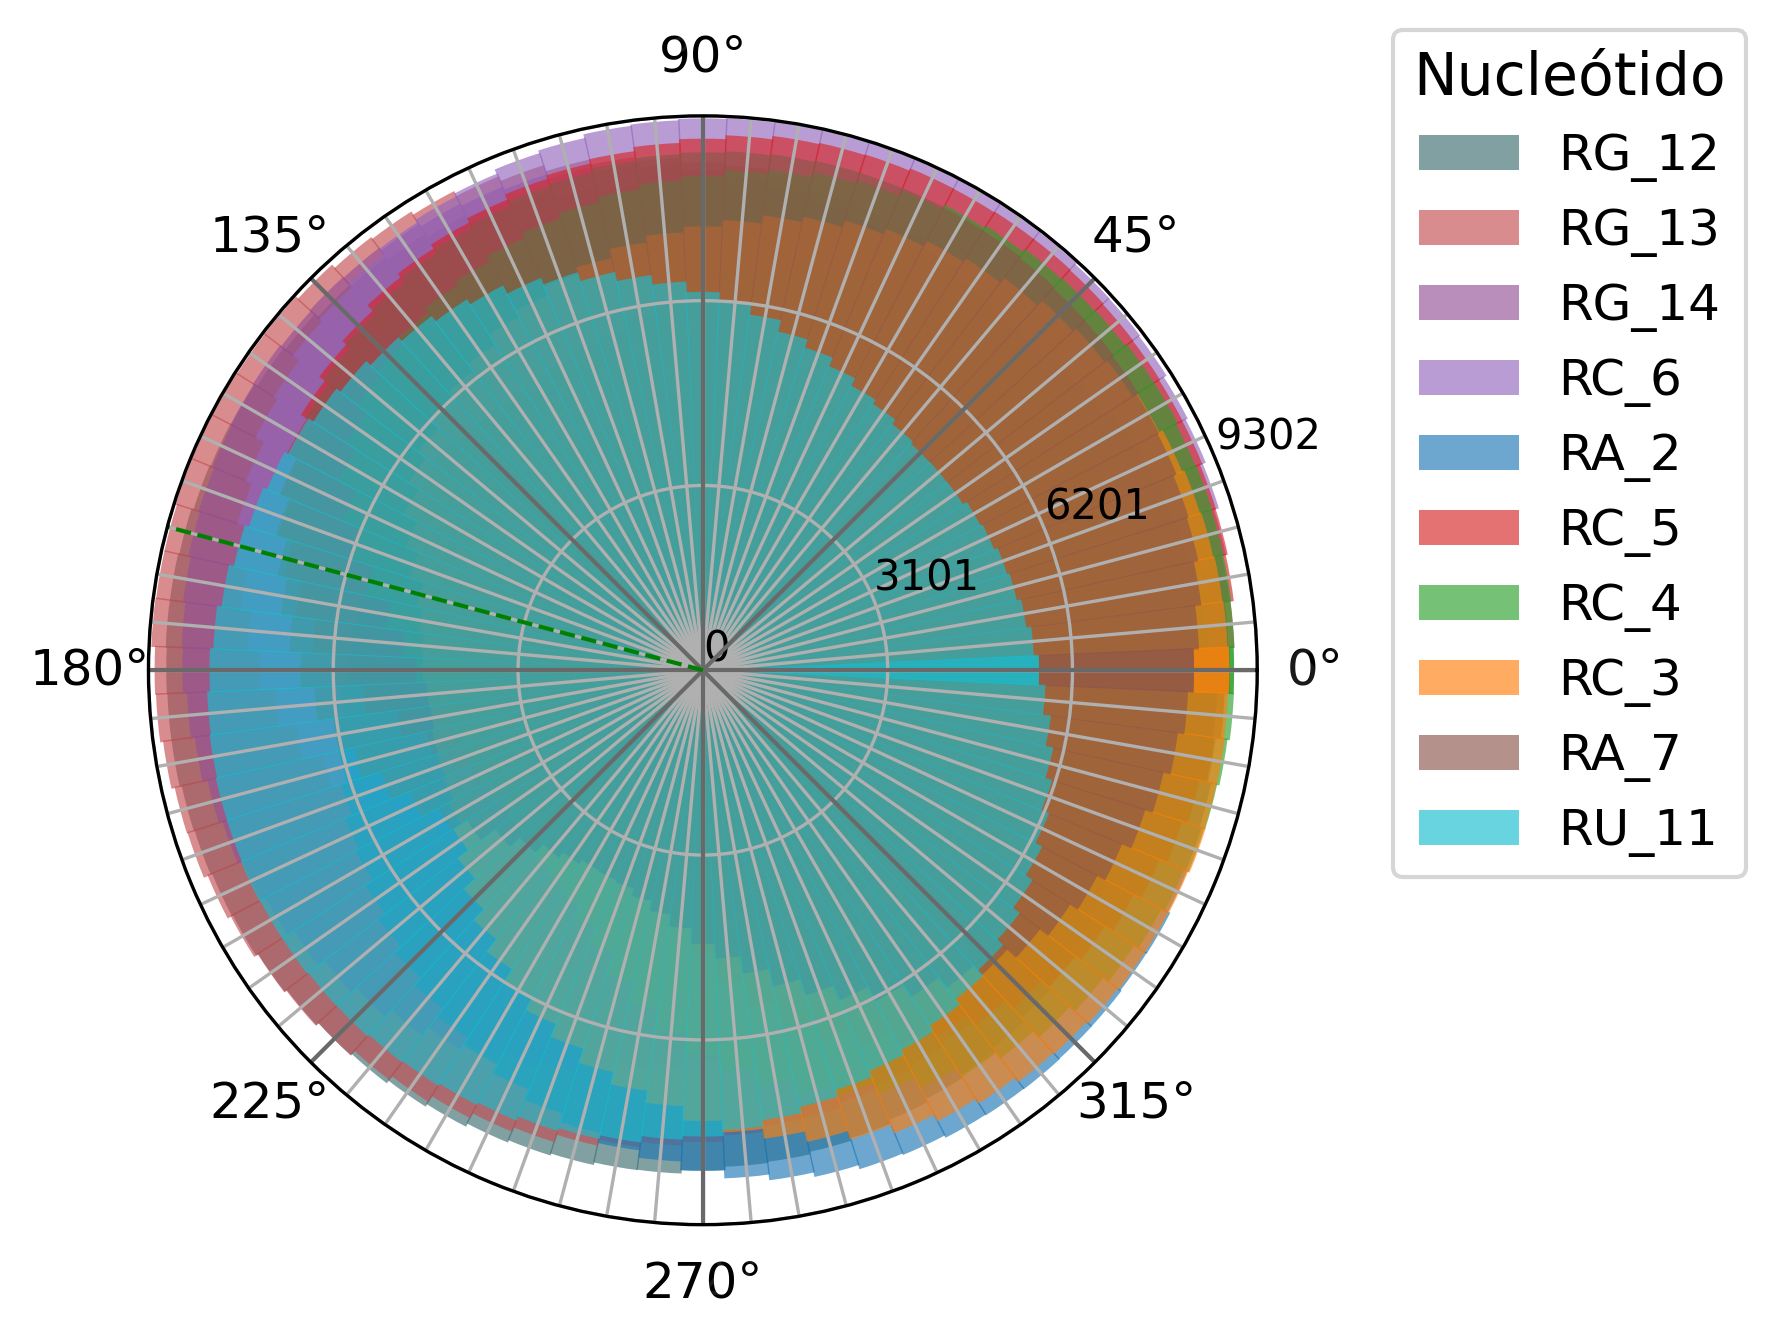 90°
Nucleótido
RG_12
135°
45°
RG_13
RG_14
RC_6
9302
RA_2
6201
RC_5
3101
RC_4
0
180°
0°
RC_3
RA_7
RU_11
225°
315°
270°